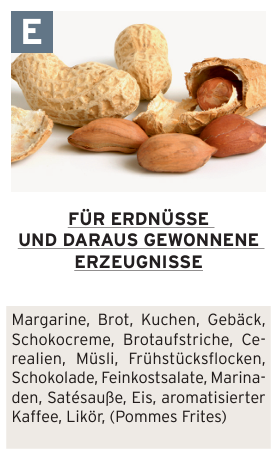 E
FÜR ERDNÜSSE
UND DARAUS GEWONNENE
ERZEUGNISSE
Margarine, Brot, Kuchen, Gebäck,
Schokocreme, Brotaufstriche, Ce-
realien, Müsli, Frühstücksflocken,
Schokolade, Feinkostsalate, Marina-
den, Satésauße, Eis, aromatisierter
Kaffee, Likör, (Pommes Frites)